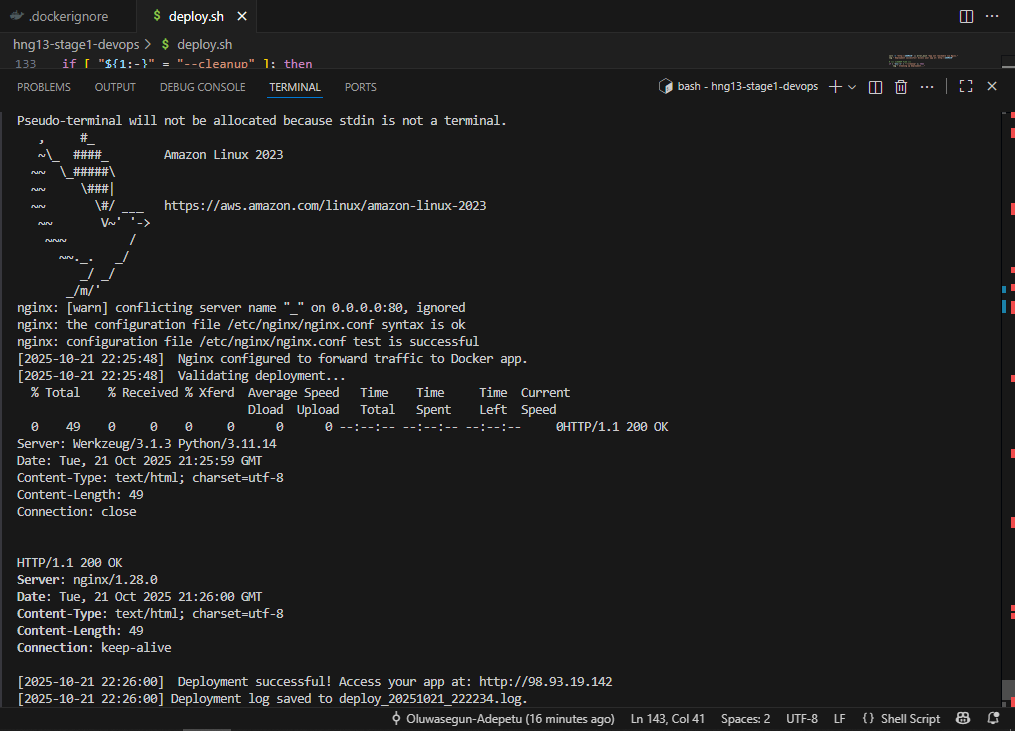 .dockerignore $ deploy.sh
hng13-stage1-devops > $ deploy.sh
133 if [ "${1:-}" = "--cleanup" ]; then
PROBLEMS OUTPUT DEBUG CONSOLE TERMINAL PORTS bash - hng13-stage1-devops
Pseudo-terminal will not be allocated because stdin is not a terminal.
   ,     #_
   ~\_  ####_        Amazon Linux 2023
  ~~  \_#####\
  ~~     \###|
  ~~       \#/ ___   https://aws.amazon.com/linux/amazon-linux-2023
   ~~       V~' '->
    ~~~         /
      ~~._.   _/
         _/ _/
       _/m/'
nginx: [warn] conflicting server name "_" on 0.0.0.0:80, ignored
nginx: the configuration file /etc/nginx/nginx.conf syntax is ok
nginx: configuration file /etc/nginx/nginx.conf test is successful
[2025-10-21 22:25:48]  Nginx configured to forward traffic to Docker app.
[2025-10-21 22:25:48]  Validating deployment...
  % Total    % Received % Xferd  Average Speed   Time    Time     Time  Current
                                 Dload  Upload   Total   Spent    Left  Speed
  0    49    0     0    0     0      0      0 --:--:-- --:--:-- --:--:--     0HTTP/1.1 200 OK
Server: Werkzeug/3.1.3 Python/3.11.14
Date: Tue, 21 Oct 2025 21:25:59 GMT
Content-Type: text/html; charset=utf-8
Content-Length: 49
Connection: close
HTTP/1.1 200 OK
Server: nginx/1.28.0
Date: Tue, 21 Oct 2025 21:26:00 GMT
Content-Type: text/html; charset=utf-8
Content-Length: 49
Connection: keep-alive
[2025-10-21 22:26:00]  Deployment successful! Access your app at: http://98.93.19.142
[2025-10-21 22:26:00] Deployment log saved to deploy_20251021_222234.log.
Oluwasegun-Adepetu (16 minutes ago) Ln 143, Col 41 Spaces: 2 UTF-8 LF {} Shell Script